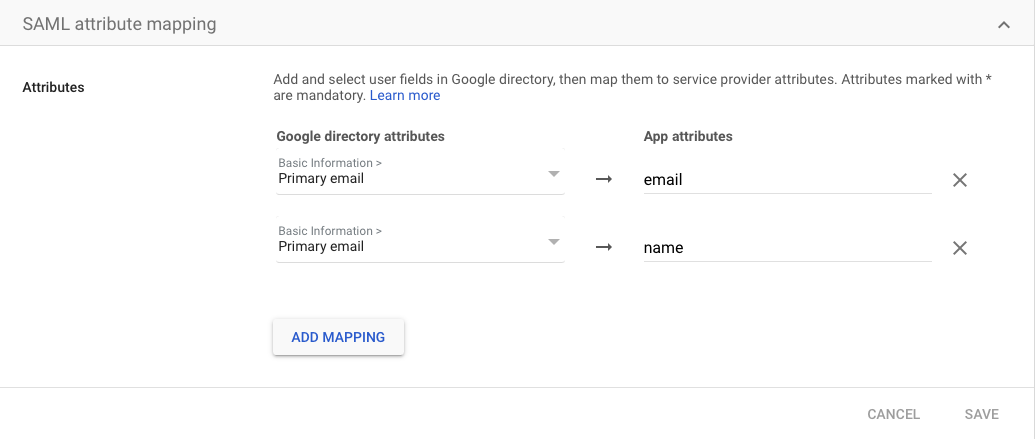 SAML attribute mapping
Attributes
Add and select user fields in Google directory, then map them to service provider attributes. Attributes marked with *
are mandatory. Learn more
Google directory attributes
App attributes
Basic Information >
Primary email
email
Basic Information >
Primary email
name
ADD MAPPING
CANCEL
SAVE